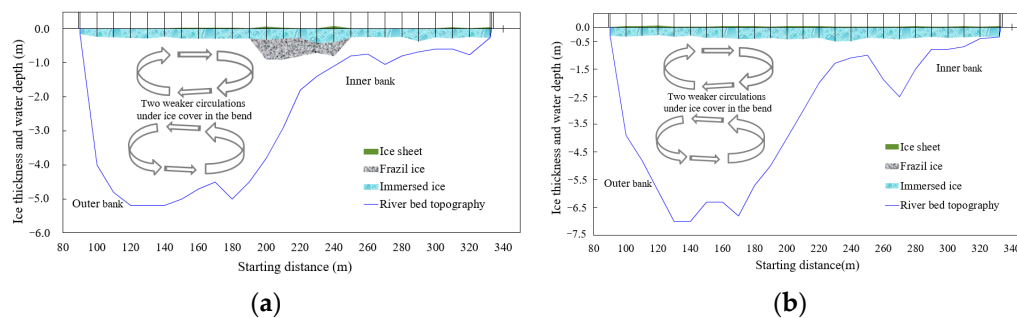 Ice thickness and water depth (m)
0.0
−1.0
−2.0
−3.0
−4.0
−5.0
−6.0
Two weaker circulations
under ice cover in the bend
Inner bank
Outer bank
Ice sheet
Frazil ice
Immersed ice
River bed topography
80 100 120 140 160 180 200 220 240 260 280 300 320 340
Starting distance (m)
(a)
Ice thickness and water depth (m)
0.0
−0.5
−1.5
−2.5
−3.5
−4.5
−5.5
−6.5
−7.5
Two weaker circulations
under ice cover in the bend
Inner bank
Outer bank
Ice sheet
Frazil ice
Immersed ice
River bed topography
80 100 120 140 160 180 200 220 240 260 280 300 320 340
Starting distance(m)
(b)